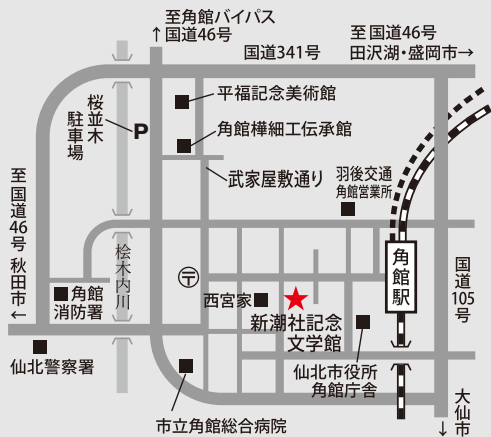 至角館バイパス
↑国道46号
至国道46号
田沢湖・盛岡市→
国道341号
桜並木
駐車場
P
平福記念美術館
角館樺細工伝承館
武家屋敷通り
羽後交通
角館営業所
至国道46号 秋田市←
桧木内川
角館
消防署
〒
西宮家
新潮社記念
文学館
角館駅
国道105号
仙北警察署
仙北市役所
角館庁舎
市立角館総合病院
大仙市→